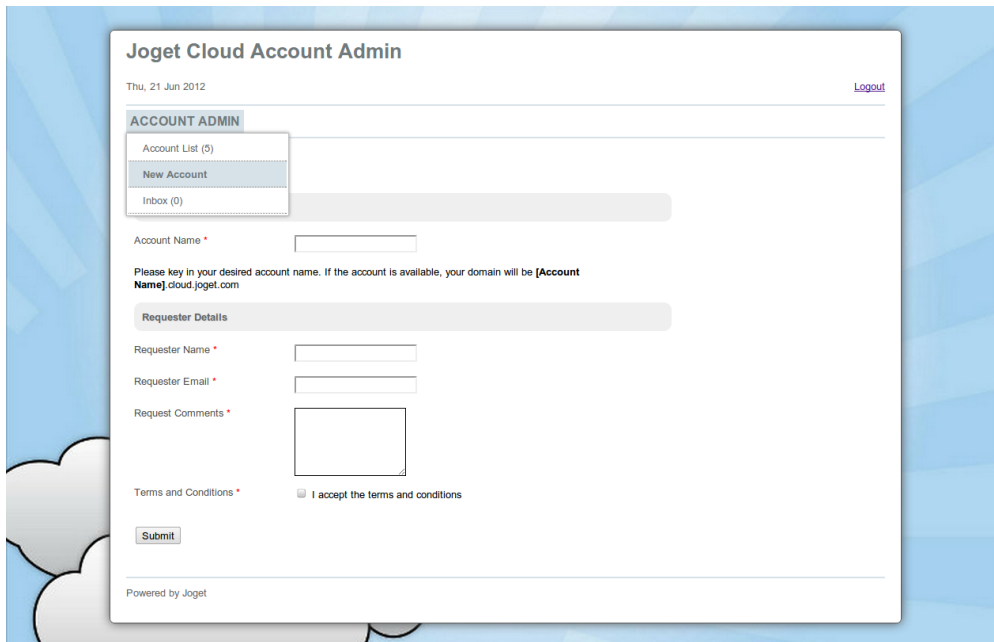 Joget Cloud Account Admin
Thu, 21 Jun 2012
Logout
ACCOUNT ADMIN
Account List (5)
New Account
Inbox (0)
Account Name *
Please key in your desired account name. If the account is available, your domain will be [Account
Name].cloud.joget.com
Requester Details
Requester Name *
Requester Email *
Request Comments *
Terms and Conditions *
I accept the terms and conditions
Submit
Powered by Joget